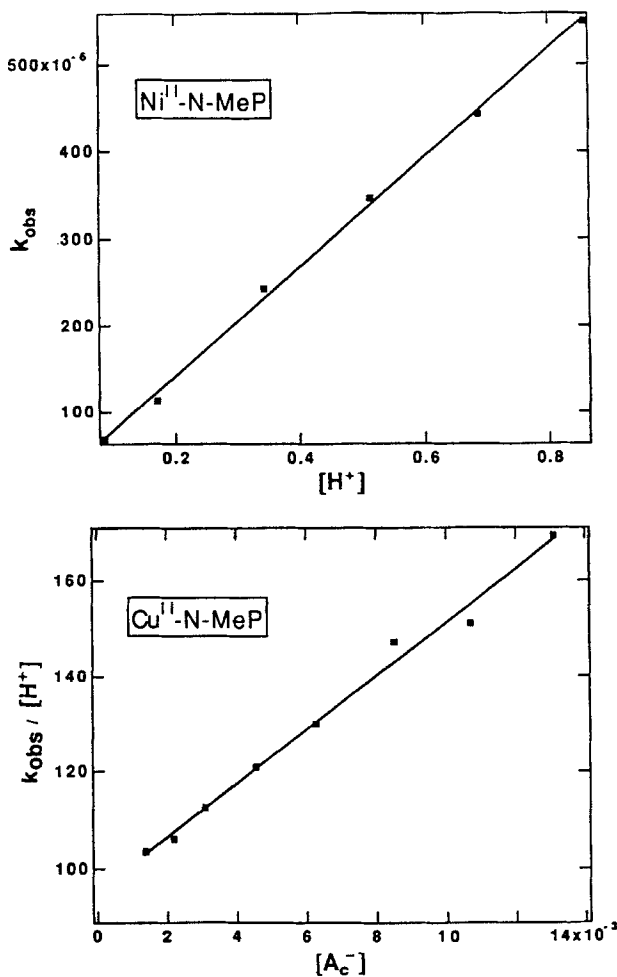 500x10⁻⁶
Ni^II-N-MeP
400
k_obs
300
200
100
0.2 0.4 0.6 0.8
[H⁺]
160
Cu^II-N-MeP
140
k_obs / [H⁺]
120
100
0 2 4 6 8 10 14x10⁻³
[A_c⁻]